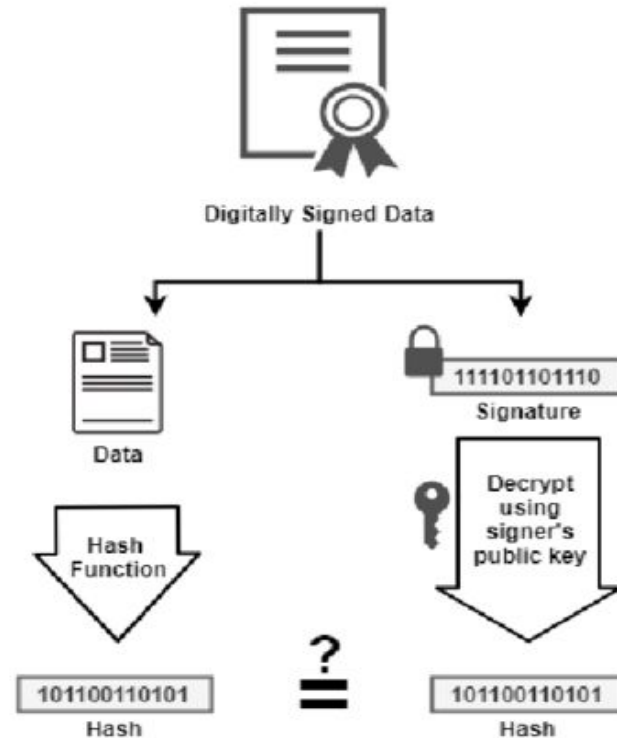 Digitally Signed Data
111101101110
Signature
Data
Hash
Function
Decrypt
using
signer's
public key
?
=
101100110101
Hash
101100110101
Hash